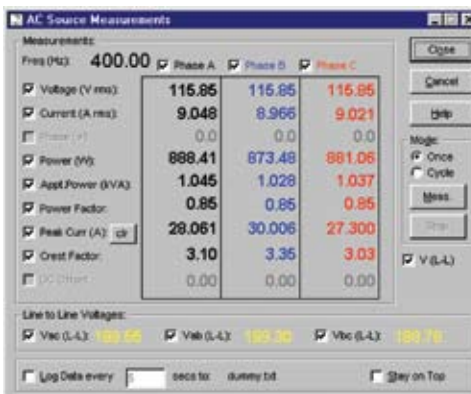 AC Source Measurements
Measurements:
Freq (Hz): 400.00 Phase A Phase B Phase C
Voltage (V rms): 115.85 115.85 115.85
Current (A rms): 9.048 8.966 9.021
Phase 0.0 0.0 0.0
Power (W): 888.41 873.48 881.06
Appt.Power (kVA): 1.045 1.028 1.037
Power Factor: 0.85 0.85 0.85
Peak Curr (A): clr 28.061 30.006 27.300
Crest Factor: 3.10 3.35 3.03
DC Offset 0.00 0.00 0.00
Close
Cancel
Help
Mode:
Once
Cycle
Meas.
V (L-L)
Line to Line Voltages:
Vac (L-L): Vab (L-L): Vbc (L-L):
Log Data every secs to: dummy.txt Stay on Top